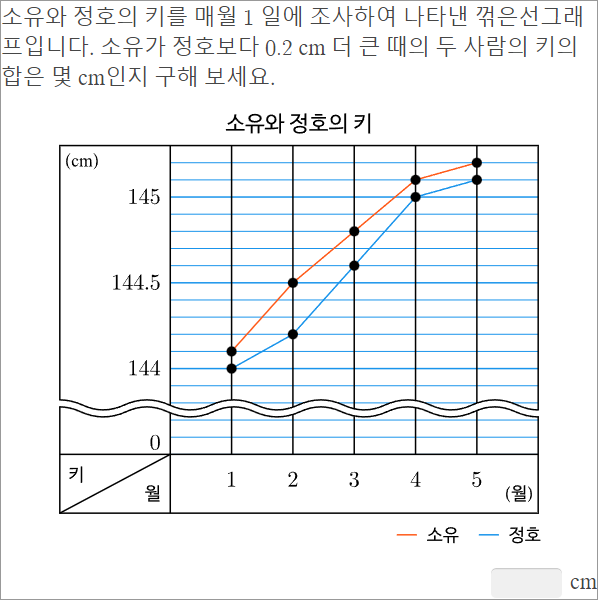 소유와 정호의 키를 매월 1 일에 조사하여 나타낸 꺾은선그래
프입니다. 소유가 정호보다 0.2 cm 더 큰 때의 두 사람의 키의
합은 몇 cm인지 구해 보세요.
소유와 정호의 키
(cm)
145
144.5
144
0
키
월
1 2 3 4 5
(월)
소유 정호
cm